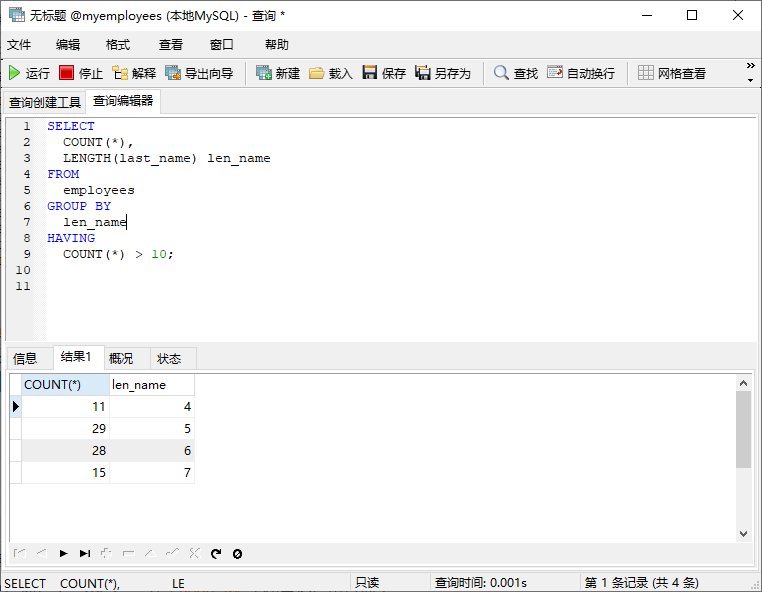 无标题 @myemployees (本地MySQL) - 查询 *
文件 编辑 格式 查看 窗口 帮助
运行 停止 解释 导出向导 新建 载入 保存 另存为 查找 自动换行 网格查看 »
查询创建工具 查询编辑器
1 SELECT
2 COUNT(*),
3 LENGTH(last_name) len_name
4 FROM
5 employees
6 GROUP BY
7 len_name
8 HAVING
9 COUNT(*) > 10;
10
11
信息 结果1 概况 状态
COUNT(*) len_name
11 4
29 5
28 6
15 7
SELECT COUNT(*), LE 只读 查询时间: 0.001s 第 1 条记录 (共 4 条)